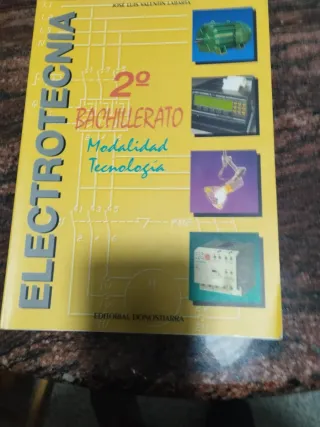 JOSÉ LUIS VALENTÍN LABARTA
ELECTROTECNIA
2º
BACHILLERATO
Modalidad
Tecnología
EDITORIAL DONOSTIARRA